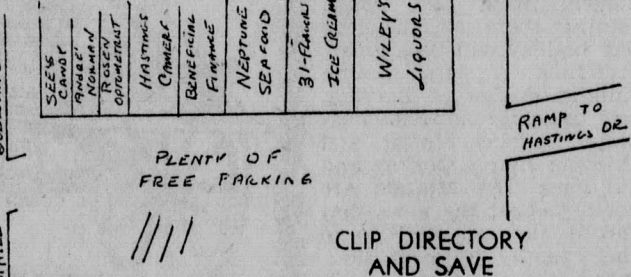 SEE'S
CANDY
ANDRE'
NORMAN
ROSEN
OPTOMETRIST
HASTINGS
CAMERA
BENEFICIAL
FINANCE
NEPTUNE
SEAFOOD
31-FLAVORS
ICE CREAM
WILEY'S
LIQUORS
RAMP TO
HASTINGS DR
PLENTY OF
FREE PARKING
CLIP DIRECTORY
AND SAVE